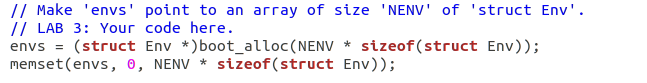 // Make 'envs' point to an array of size 'NENV' of 'struct Env'.
// LAB 3: Your code here.
envs = (struct Env *)boot_alloc(NENV * sizeof(struct Env));
memset(envs, 0, NENV * sizeof(struct Env));